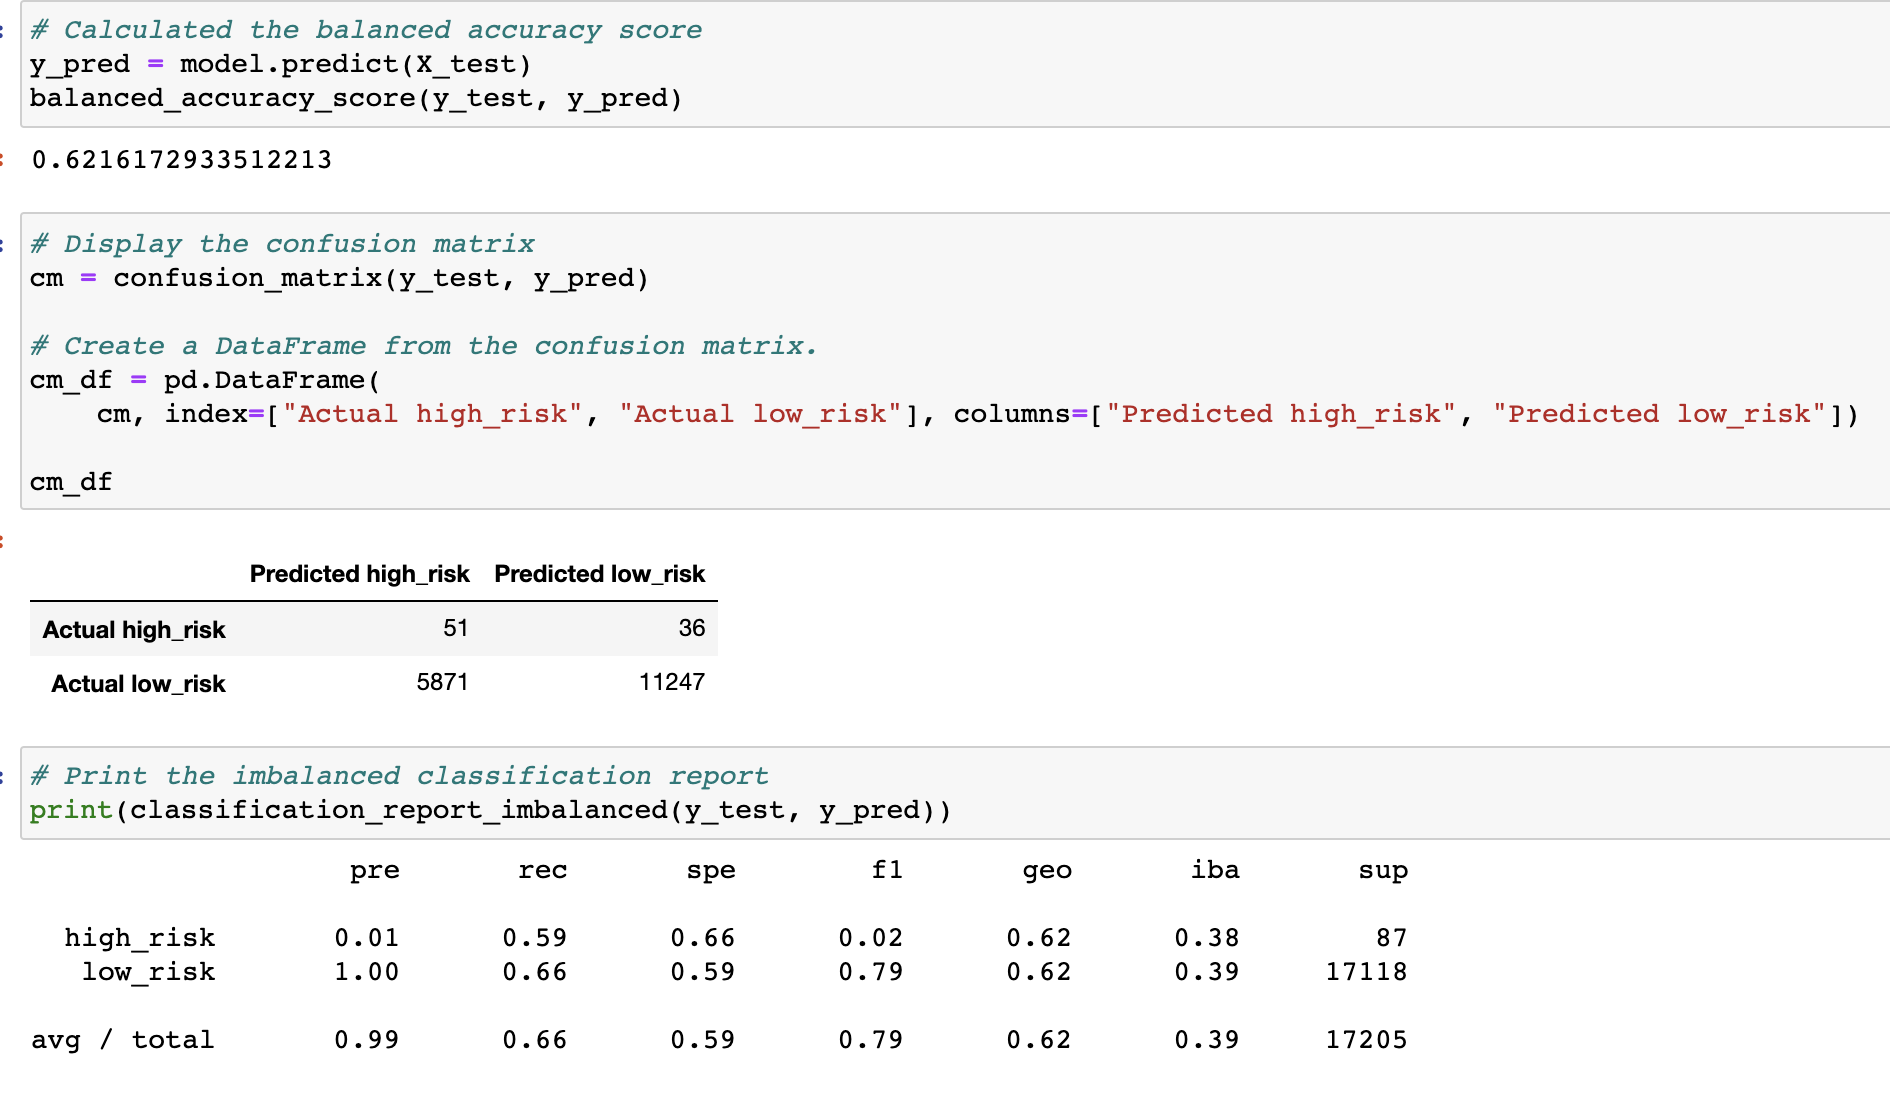 # Calculated the balanced accuracy score
y_pred = model.predict(X_test)
balanced_accuracy_score(y_test, y_pred)
: 0.6216172933512213
: # Display the confusion matrix
cm = confusion_matrix(y_test, y_pred)
# Create a DataFrame from the confusion matrix.
cm_df = pd.DataFrame(
    cm, index=["Actual high_risk", "Actual low_risk"], columns=["Predicted high_risk", "Predicted low_risk"])
cm_df
:
Predicted high_risk Predicted low_risk
Actual high_risk 51 36
Actual low_risk 5871 11247
: # Print the imbalanced classification report
print(classification_report_imbalanced(y_test, y_pred))
pre rec spe f1 geo iba sup
high_risk 0.01 0.59 0.66 0.02 0.62 0.38 87
low_risk 1.00 0.66 0.59 0.79 0.62 0.39 17118
avg / total 0.99 0.66 0.59 0.79 0.62 0.39 17205